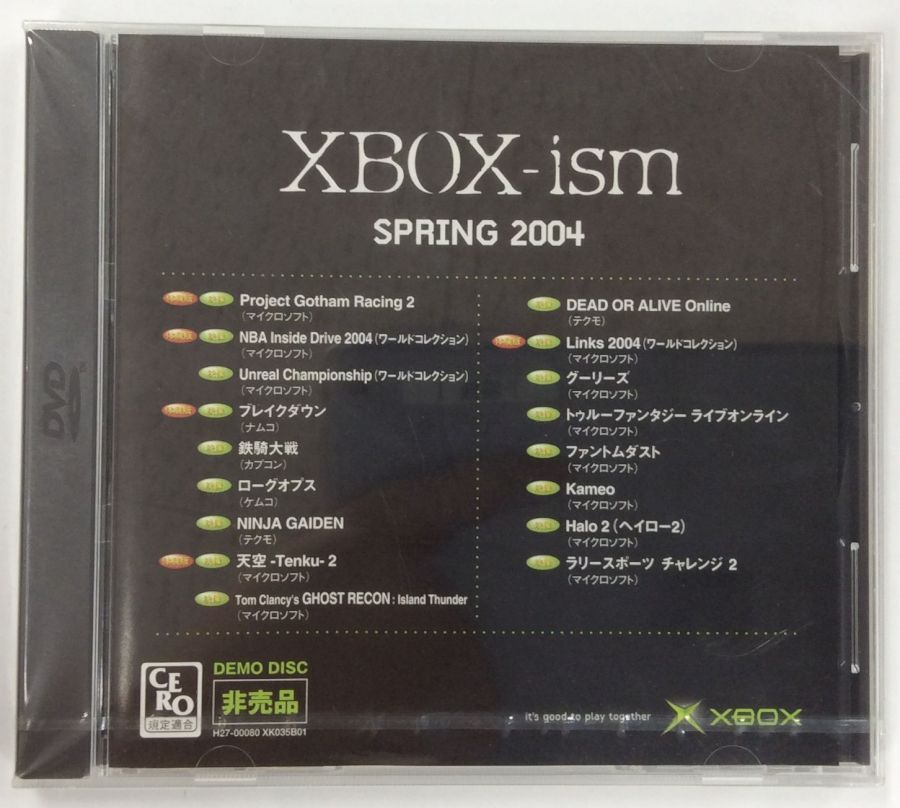 XBOX-ism
SPRING 2004
Project Gotham Racing 2
(マイクロソフト)
NBA Inside Drive 2004 (ワールドコレクション)
(マイクロソフト)
Unreal Championship (ワールドコレクション)
(マイクロソフト)
ブレイクダウン
(ナムコ)
鉄騎大戦
(カプコン)
ローグオプス
(ケムコ)
NINJA GAIDEN
(テクモ)
天空 -Tenku- 2
(マイクロソフト)
Tom Clancy's GHOST RECON : Island Thunder
(マイクロソフト)
DEAD OR ALIVE Online
(テクモ)
Links 2004 (ワールドコレクション)
(マイクロソフト)
グーリーズ
(マイクロソフト)
トゥルーファンタジー ライブオンライン
(マイクロソフト)
ファントムダスト
(マイクロソフト)
Kameo
(マイクロソフト)
Halo 2 (ヘイロー2)
(マイクロソフト)
ラリースポーツ チャレンジ 2
(マイクロソフト)
DVD
CERO
規定適合
DEMO DISC
非売品
H27-00080 XK035B01
it's good to play together
XBOX